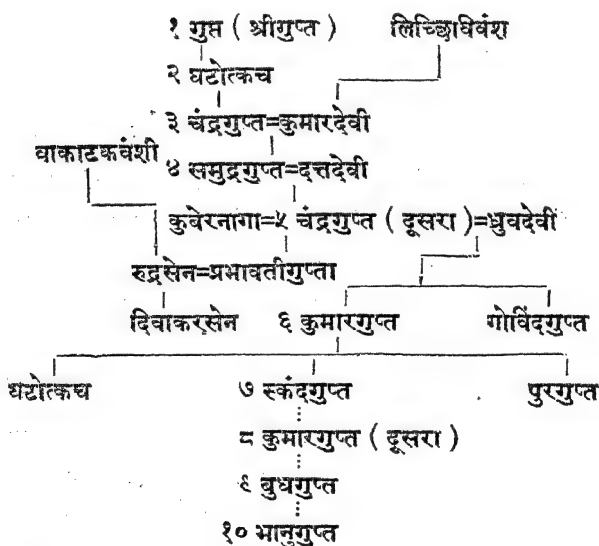 १ गुप्त ( श्रीगुप्त ) लिच्छिविवंश
२ घटोत्कच
३ चंद्रगुप्त=कुमारदेवी
वाकाटकवंशी
४ समुद्रगुप्त=दत्तदेवी
कुवेरनागा=५ चंद्रगुप्त ( दूसरा )=ध्रुवदेवी
रुद्रसेन=प्रभावतीगुप्ता
दिवाकरसेन ६ कुमारगुप्त गोविंदगुप्त
घटोत्कच ७ स्कंदगुप्त पुरगुप्त
८ कुमारगुप्त ( दूसरा )
९ बुधगुप्त
१० भानुगुप्त